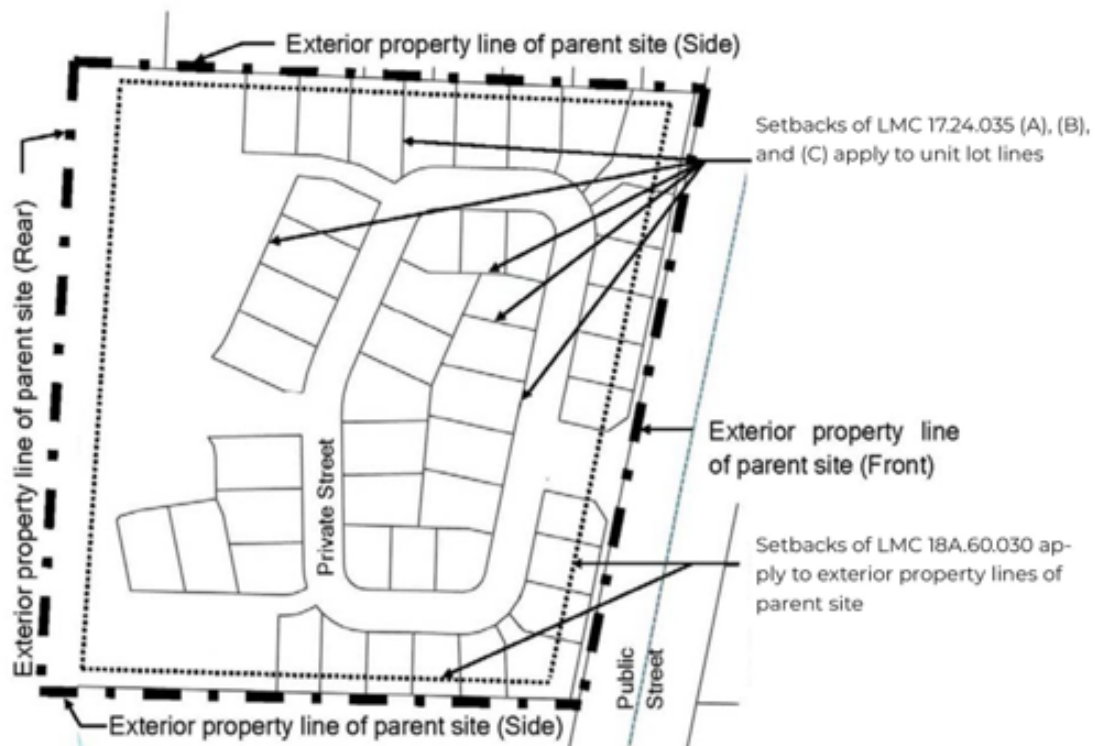 Exterior property line of parent site (Side)
Setbacks of LMC 17.24.035 (A), (B),
and (C) apply to unit lot lines
Exterior property line of parent site (Rear)
Exterior property line
of parent site (Front)
Private Street
Setbacks of LMC 18A.60.030 ap-
ply to exterior property lines of
parent site
Public
Street
Exterior property line of parent site (Side)